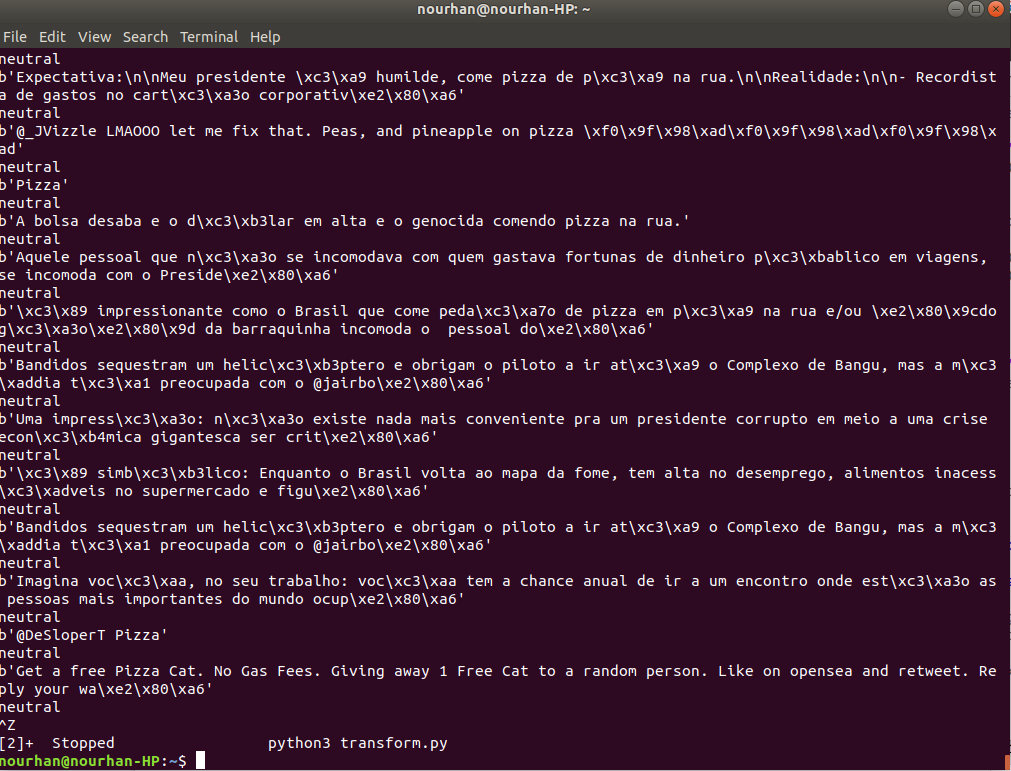 nourhan@nourhan-HP: ~
File Edit View Search Terminal Help
neutral
b'Expectativa:\n\nMeu presidente \xc3\xa9 humilde, come pizza de p\xc3\xa9 na rua.\n\nRealidade:\n\n- Recordist
a de gastos no cart\xc3\xa3o corporativ\xe2\x80\xa6'
neutral
b'@_JVizzle LMAOOO let me fix that. Peas, and pineapple on pizza \xf0\x9f\x98\xad\xf0\x9f\x98\xad\xf0\x9f\x98\x
ad'
neutral
b'Pizza'
neutral
b'A bolsa desaba e o d\xc3\xb3lar em alta e o genocida comendo pizza na rua.'
neutral
b'Aquele pessoal que n\xc3\xa3o se incomodava com quem gastava fortunas de dinheiro p\xc3\xbablico em viagens,
se incomoda com o Preside\xe2\x80\xa6'
neutral
b'\xc3\x89 impressionante como o Brasil que come peda\xc3\xa7o de pizza em p\xc3\xa9 na rua e/ou \xe2\x80\x9cdo
g\xc3\xa3o\xe2\x80\x9d da barraquinha incomoda o  pessoal do\xe2\x80\xa6'
neutral
b'Bandidos sequestram um helic\xc3\xb3ptero e obrigam o piloto a ir at\xc3\xa9 o Complexo de Bangu, mas a m\xc3
\xaddia t\xc3\xa1 preocupada com o @jairbo\xe2\x80\xa6'
neutral
b'Uma impress\xc3\xa3o: n\xc3\xa3o existe nada mais conveniente pra um presidente corrupto em meio a uma crise
econ\xc3\xb4mica gigantesca ser crit\xe2\x80\xa6'
neutral
b'\xc3\x89 simb\xc3\xb3lico: Enquanto o Brasil volta ao mapa da fome, tem alta no desemprego, alimentos inacess
\xc3\xadveis no supermercado e figu\xe2\x80\xa6'
neutral
b'Bandidos sequestram um helic\xc3\xb3ptero e obrigam o piloto a ir at\xc3\xa9 o Complexo de Bangu, mas a m\xc3
\xaddia t\xc3\xa1 preocupada com o @jairbo\xe2\x80\xa6'
neutral
b'Imagina voc\xc3\xaa, no seu trabalho: voc\xc3\xaa tem a chance anual de ir a um encontro onde est\xc3\xa3o as
 pessoas mais importantes do mundo ocup\xe2\x80\xa6'
neutral
b'@DeSloperT Pizza'
neutral
b'Get a free Pizza Cat. No Gas Fees. Giving away 1 Free Cat to a random person. Like on opensea and retweet. Re
ply your wa\xe2\x80\xa6'
neutral
^Z
[2]+  Stopped                 python3 transform.py
nourhan@nourhan-HP:~$